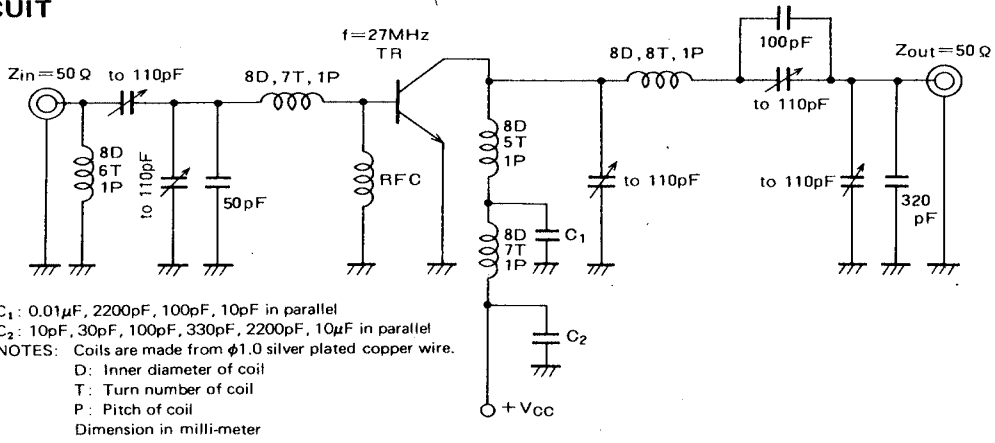 CUIT
f=27MHz
TR
Zin=50Ω
to 110pF
8D, 7T, 1P
8D, 8T, 1P
100pF
Zout=50Ω
to 110pF
8D
6T
1P
to 110pF
50pF
RFC
8D
5T
1P
to 110pF
to 110pF
320
pF
8D
7T
1P
C₁
C₂
+VCC
C₁: 0.01µF, 2200pF, 100pF, 10pF in parallel
C₂: 10pF, 30pF, 100pF, 330pF, 2200pF, 10µF in parallel
NOTES: Coils are made from φ1.0 silver plated copper wire.
D: Inner diameter of coil
T: Turn number of coil
P: Pitch of coil
Dimension in milli-meter